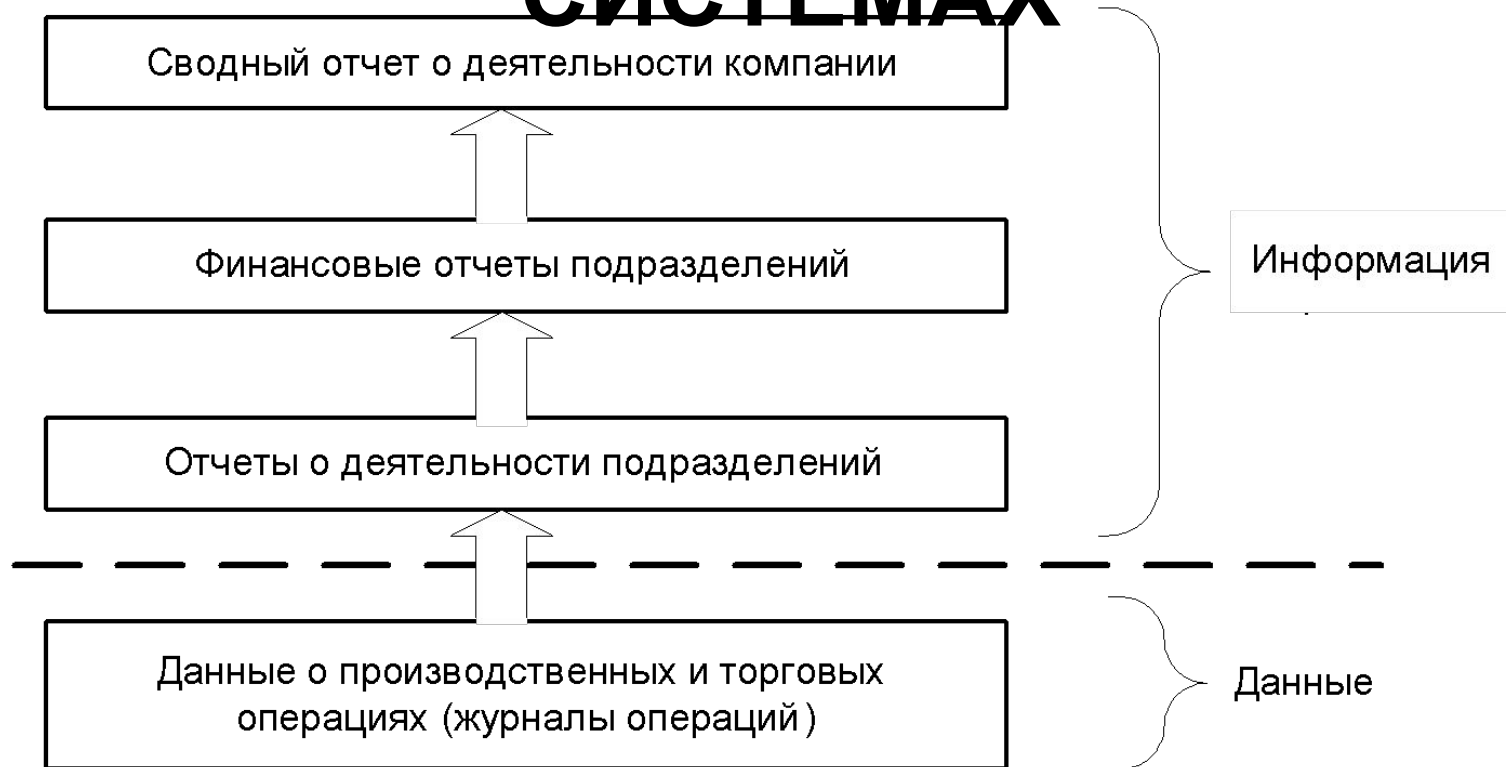 СИСТЕМАХ
Сводный отчет о деятельности компании
Финансовые отчеты подразделений
Информация
Отчеты о деятельности подразделений
Данные о производственных и торговых
операциях (журналы операций)
Данные